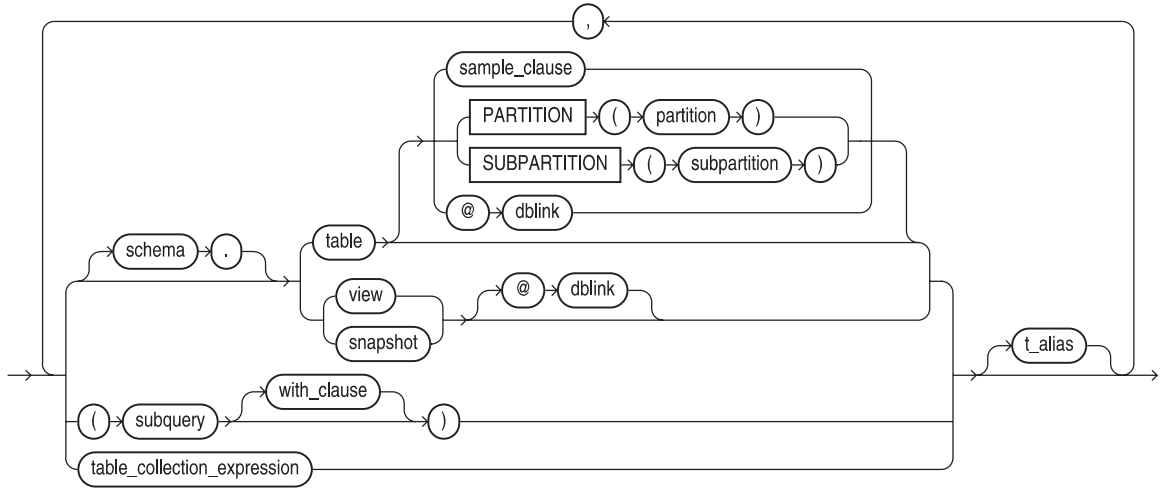 ,
sample_clause
PARTITION ( partition )
SUBPARTITION ( subpartition )
@ dblink
table
schema .
view @ dblink
snapshot
t_alias
with_clause
( subquery )
table_collection_expression